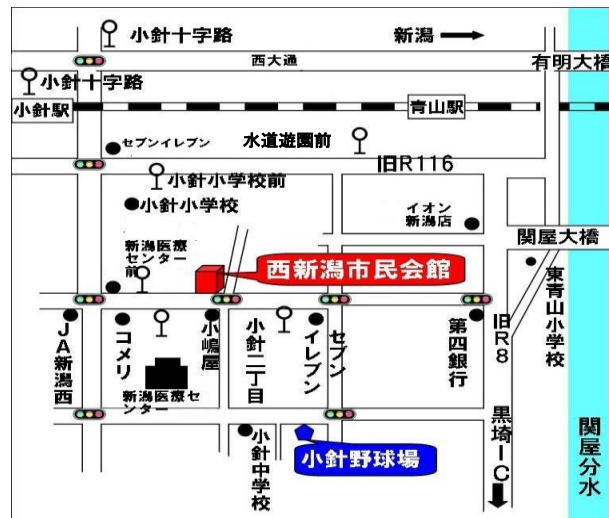 小針十字路
新潟
西大通
有明大橋
小針十字路
小針駅
青山駅
セブンイレブン
水道遊園前
旧R116
小針小学校前
小針小学校
イオン
新潟店
関屋大橋
新潟医療
センター
前
西新潟市民会館
東青山小学校
JA新潟西
コメリ
小嶋屋
小針二丁目
セブン
イレブン
第四銀行
旧R8
新潟医療セ
ンター
黒埼IC
関屋分水
小針中学校
小針野球場